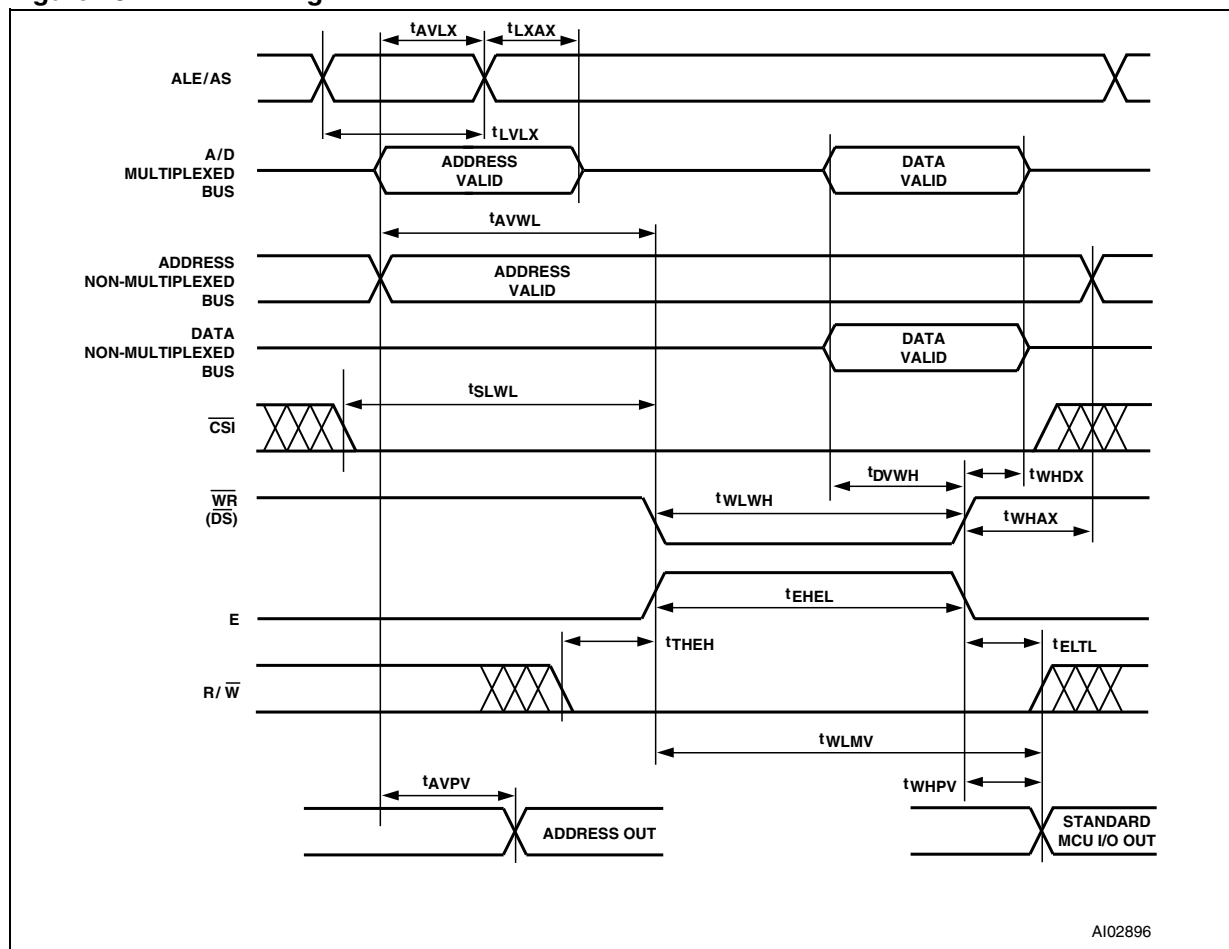 tAVLX tLXAX
ALE/AS
tLVLX
A/D
MULTIPLEXED
BUS
ADDRESS
VALID
DATA
VALID
tAVWL
ADDRESS
NON-MULTIPLEXED
BUS
ADDRESS
VALID
DATA
NON-MULTIPLEXED
BUS
DATA
VALID
tSLWL
CSI
tDVWH tWHDX
WR
(DS)
tWLWH
tWHAX
tEHEL
E
tTHEH tELTL
R/W
tWLMV
tAVPV tWHPV
ADDRESS OUT
STANDARD
MCU I/O OUT
AI02896